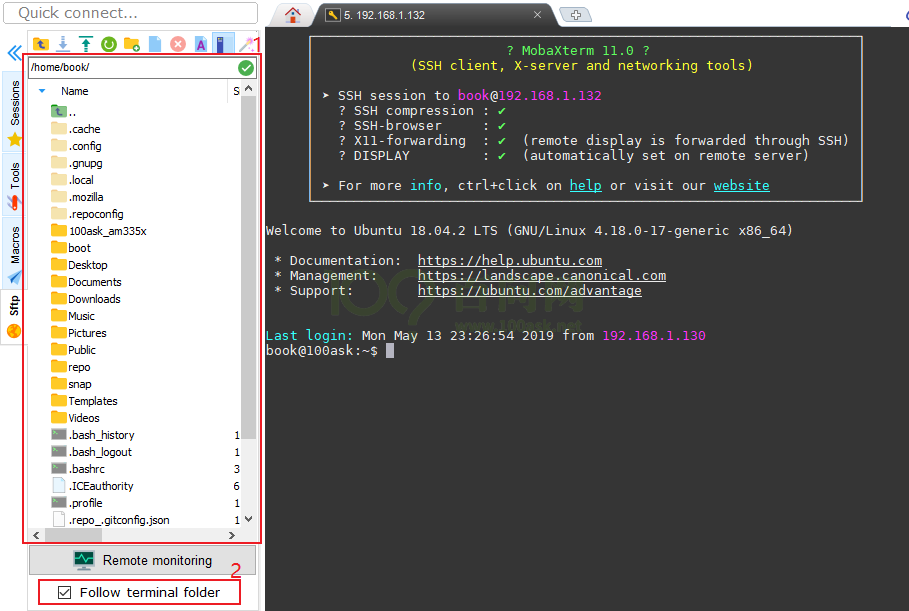 Quick connect...
5. 192.168.1.132
1
/home/book/
Name
S
..
.cache
.config
.gnupg
.local
.mozilla
.repoconfig
100ask_am335x
boot
Desktop
Documents
Downloads
Music
Pictures
Public
repo
snap
Templates
Videos
.bash_history 1
.bash_logout 1
.bashrc 3
.ICEauthority 6
.profile 1
.repo_.gitconfig.json 1
Sessions
Tools
Macros
Sftp
Remote monitoring
2
Follow terminal folder
? MobaXterm 11.0 ?
(SSH client, X-server and networking tools)
➤ SSH session to book@192.168.1.132
? SSH compression : ✔
? SSH-browser : ✔
? X11-forwarding : ✔ (remote display is forwarded through SSH)
? DISPLAY : ✔ (automatically set on remote server)
➤ For more info, ctrl+click on help or visit our website
Welcome to Ubuntu 18.04.2 LTS (GNU/Linux 4.18.0-17-generic x86_64)
* Documentation: https://help.ubuntu.com
* Management: https://landscape.canonical.com
* Support: https://ubuntu.com/advantage
www.100ask.net
Last login: Mon May 13 23:26:54 2019 from 192.168.1.130
book@100ask:~$